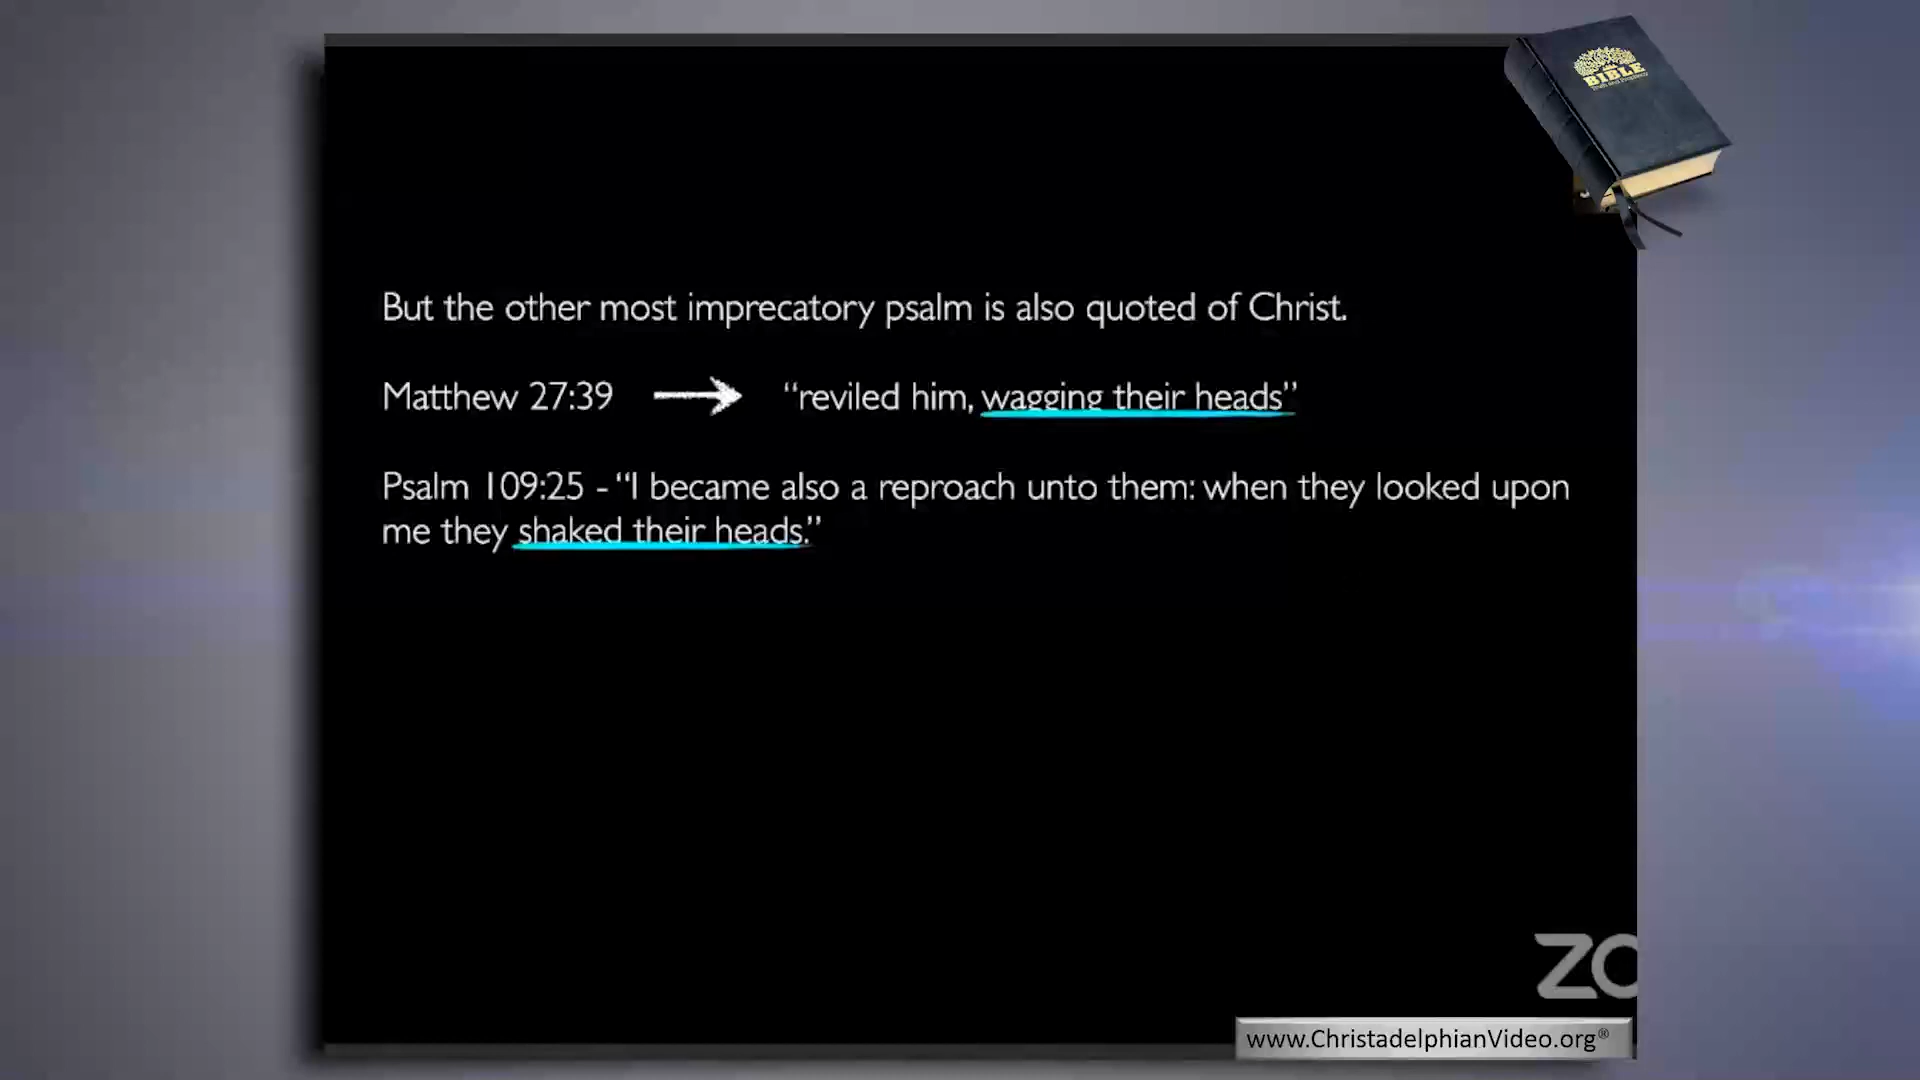 BIBLE
But the other most imprecatory psalm is also quoted of Christ.
Matthew 27:39 → “reviled him, wagging their heads”
Psalm 109:25 - “I became also a reproach unto them: when they looked upon
me they shaked their heads.”
ZO
www.ChristadelphianVideo.org®